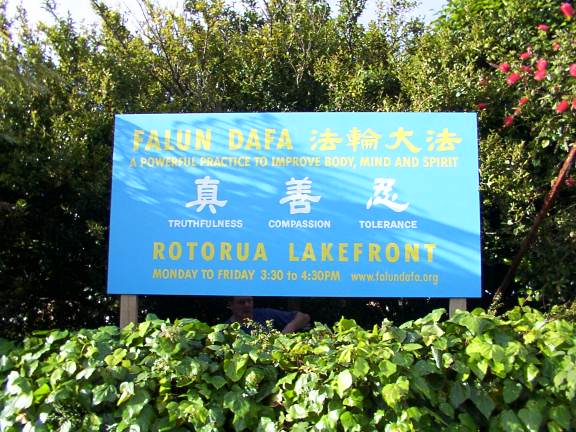 FALUN DAFA 法輪大法
A POWERFUL PRACTICE TO IMPROVE BODY, MIND AND SPIRIT
真 善 忍
TRUTHFULNESS COMPASSION TOLERANCE
ROTORUA LAKEFRONT
MONDAY TO FRIDAY 3:30 to 4:30PM www.falundafa.org